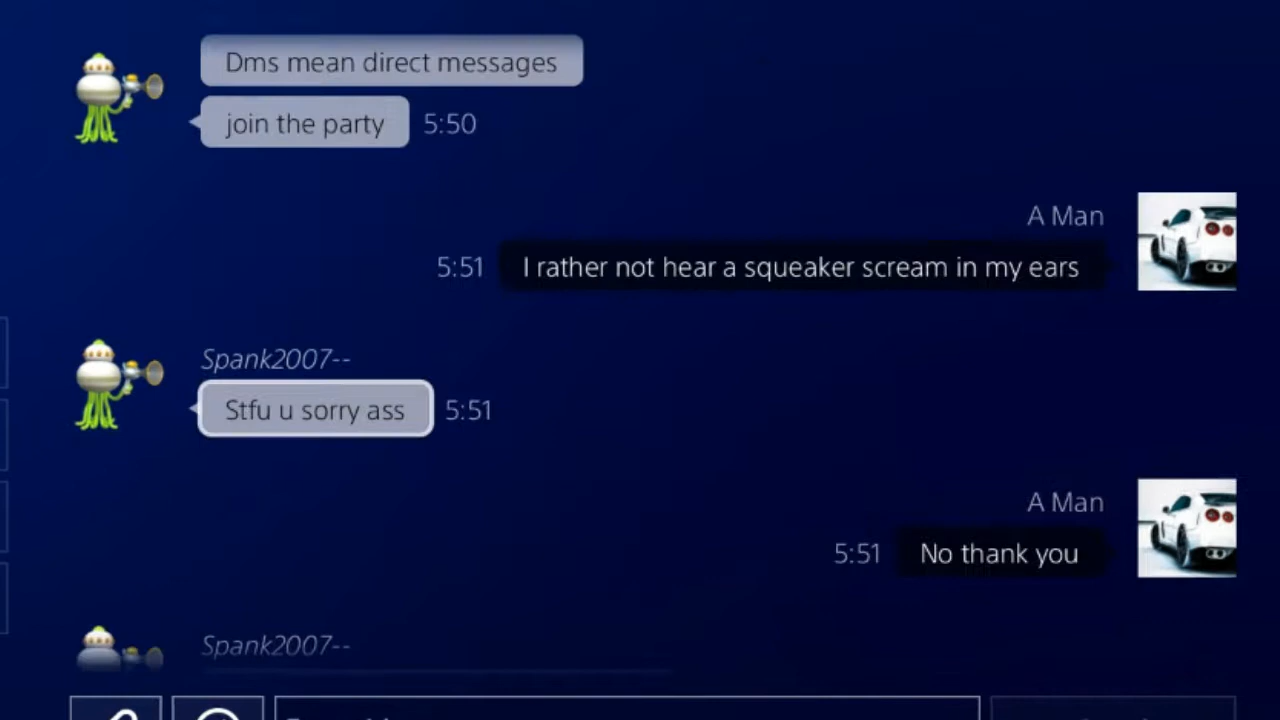 Dms mean direct messages
join the party 5:50
A Man
5:51 I rather not hear a squeaker scream in my ears
Spank2007--
Stfu u sorry ass 5:51
A Man
5:51 No thank you
Spank2007--